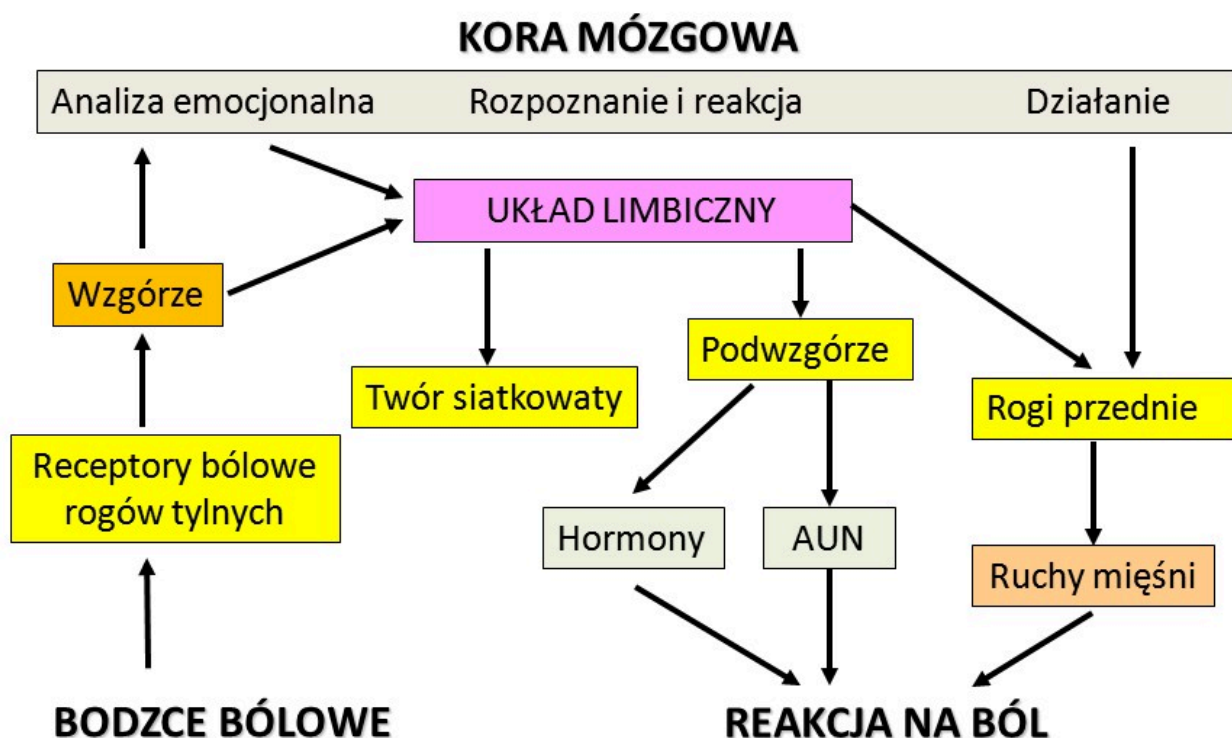 KORA MÓZGOWA
Analiza emocjonalna
Rozpoznanie i reakcja
Działanie
UKŁAD LIMBICZNY
Wzgórze
Podwzgórze
Twór siatkowaty
Rogi przednie
Receptory bólowe
rogów tylnych
Hormony
AUN
Ruchy mięśni
BODZCE BÓLOWE
REAKCJA NA BÓL